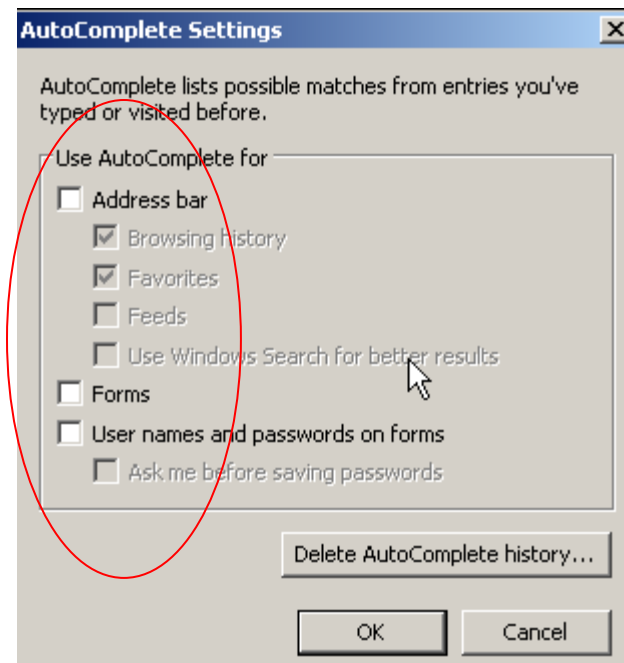 AutoComplete Settings
AutoComplete lists possible matches from entries you've
typed or visited before.
Use AutoComplete for
Address bar
Browsing history
Favorites
Feeds
Use Windows Search for better results
Forms
User names and passwords on forms
Ask me before saving passwords
Delete AutoComplete history...
OK Cancel